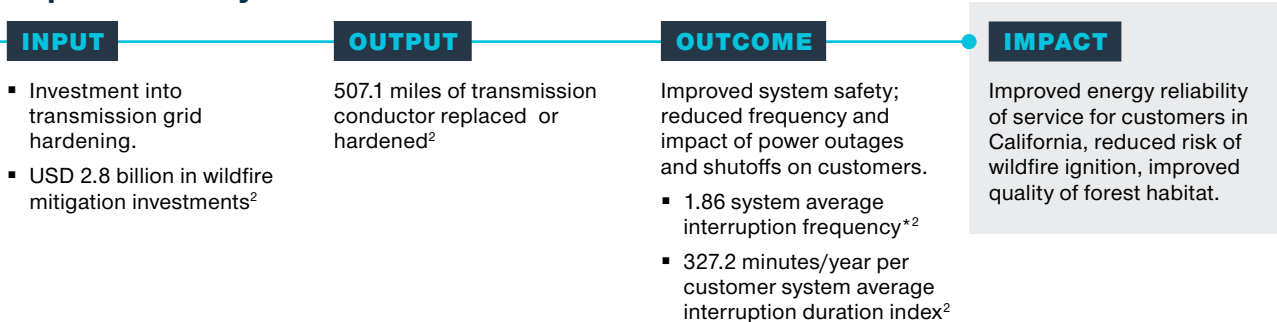 INPUT
▪ Investment into
transmission grid
hardening.
▪ USD 2.8 billion in wildfire
mitigation investments²
OUTPUT
507.1 miles of transmission
conductor replaced or
hardened²
OUTCOME
Improved system safety;
reduced frequency and
impact of power outages
and shutoffs on customers.
▪ 1.86 system average
interruption frequency*²
▪ 327.2 minutes/year per
customer system average
interruption duration index²
IMPACT
Improved energy reliability
of service for customers in
California, reduced risk of
wildfire ignition, improved
quality of forest habitat.